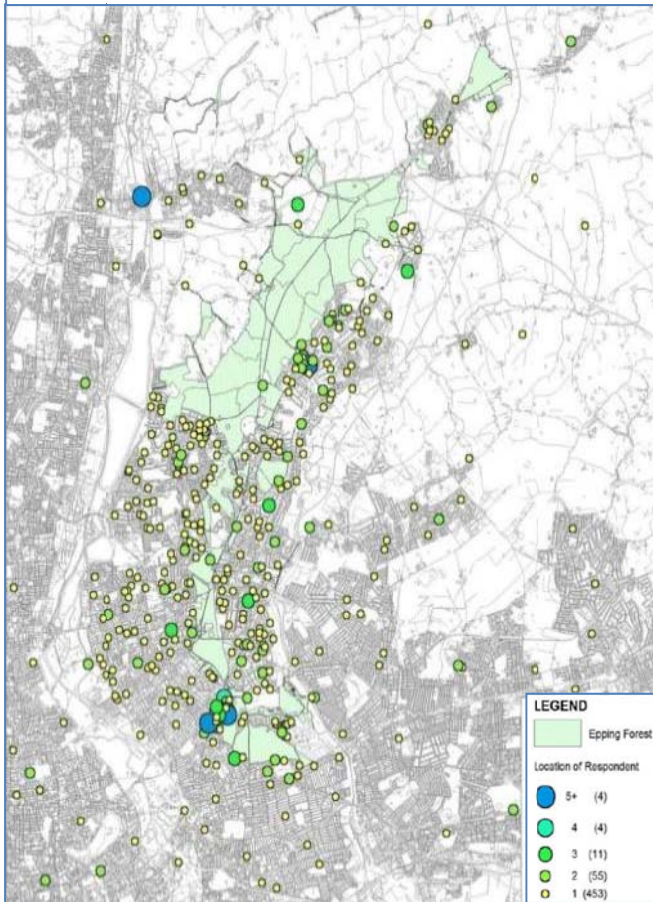 LEGEND
Epping Forest
Location of Respondent
5+ (4)
4 (4)
3 (11)
2 (55)
1 (453)